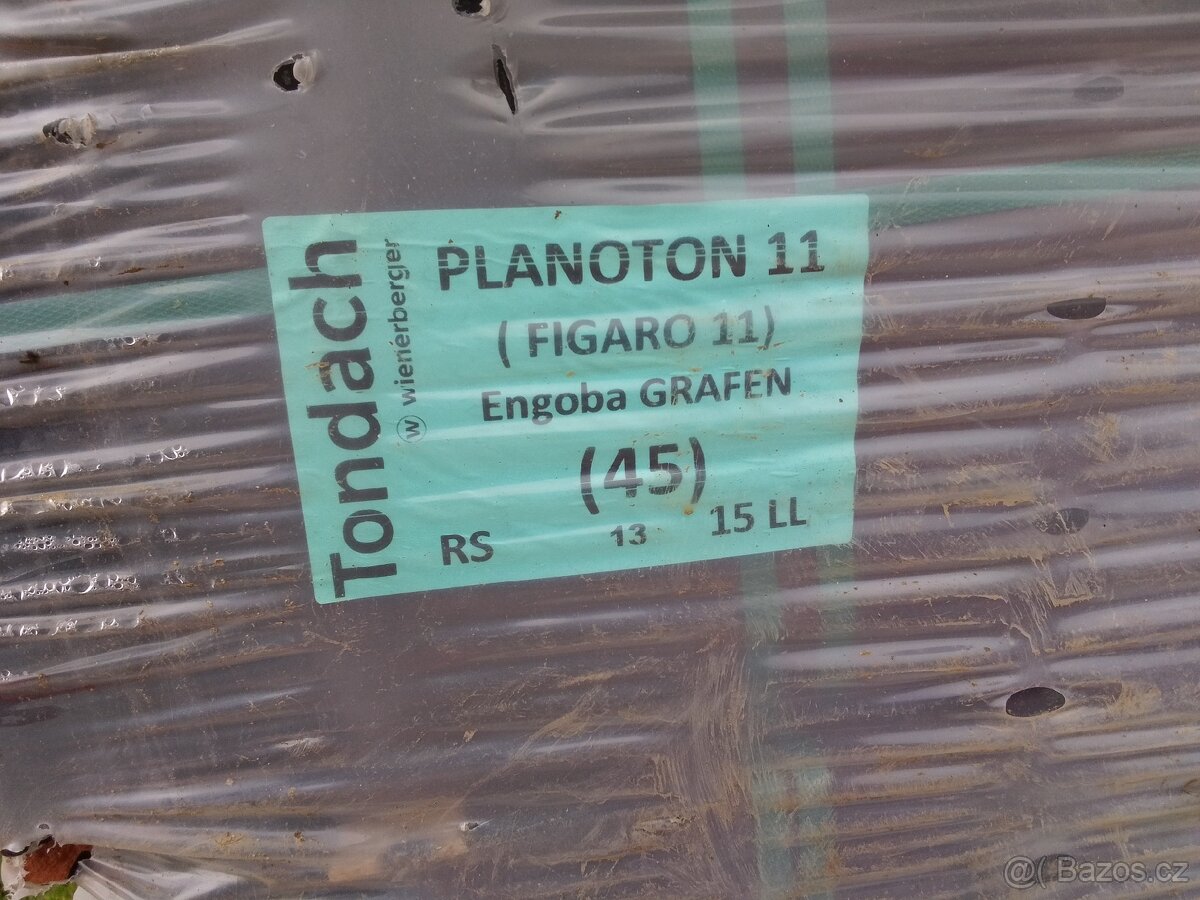 Tondach
wienerberger
PLANOTON 11
( FIGARO 11)
Engoba GRAFEN
(45)
RS 13 15 LL
@( Bazos.cz